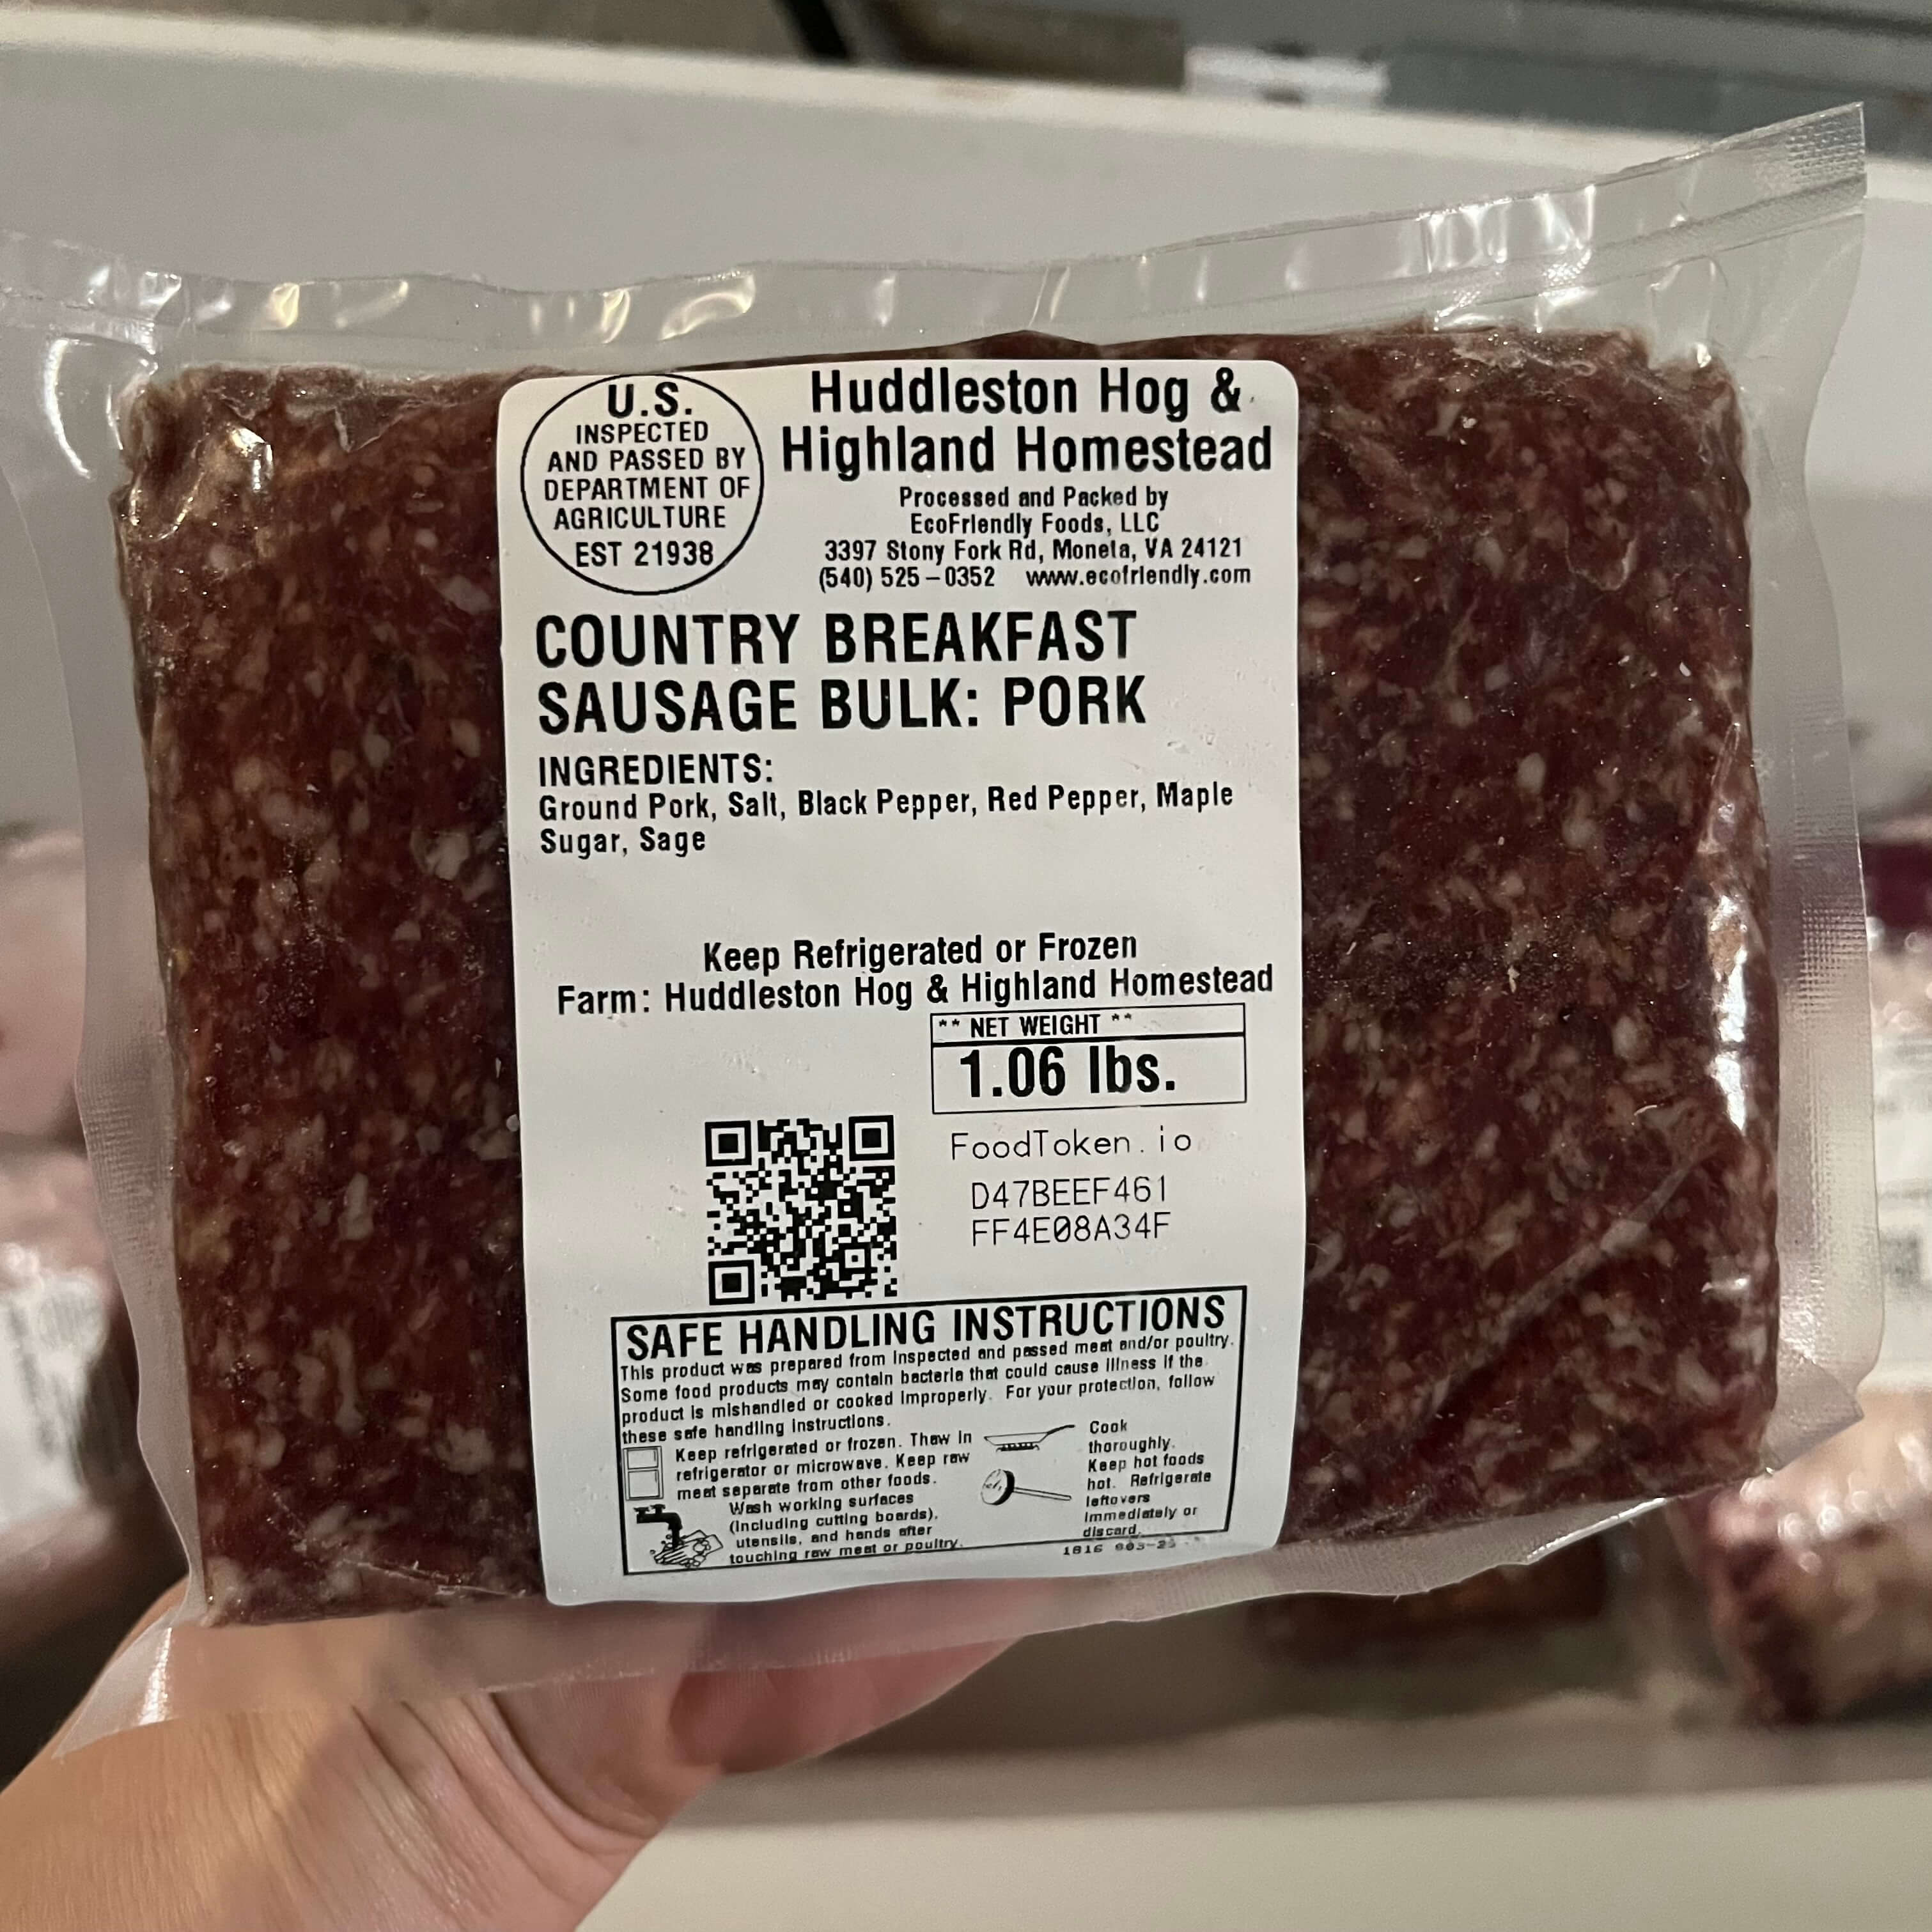 U.S.
INSPECTED
AND PASSED BY
DEPARTMENT OF
AGRICULTURE
EST 21938
Huddleston Hog &
Highland Homestead
Processed and Packed by
EcoFriendly Foods, LLC
3397 Stony Fork Rd, Moneta, VA 24121
(540) 525-0352 www.ecofriendly.com
COUNTRY BREAKFAST
SAUSAGE BULK: PORK
INGREDIENTS:
Ground Pork, Salt, Black Pepper, Red Pepper, Maple
Sugar, Sage
Keep Refrigerated or Frozen
Farm: Huddleston Hog & Highland Homestead
** NET WEIGHT **
1.06 lbs.
FoodToken.io
D47BEEF461
FF4E08A34F
SAFE HANDLING INSTRUCTIONS
This product was prepared from inspected and passed meat and/or poultry.
Some food products may contain bacteria that could cause illness if the
product is mishandled or cooked improperly. For your protection, follow
these safe handling instructions.
Keep refrigerated or frozen. Thaw in
refrigerator or microwave. Keep raw
meat separate from other foods.
Wash working surfaces
(including cutting boards),
utensils, and hands after
touching raw meat or poultry.
Cook
thoroughly.
Keep hot foods
hot. Refrigerate
leftovers
immediately or
discard.